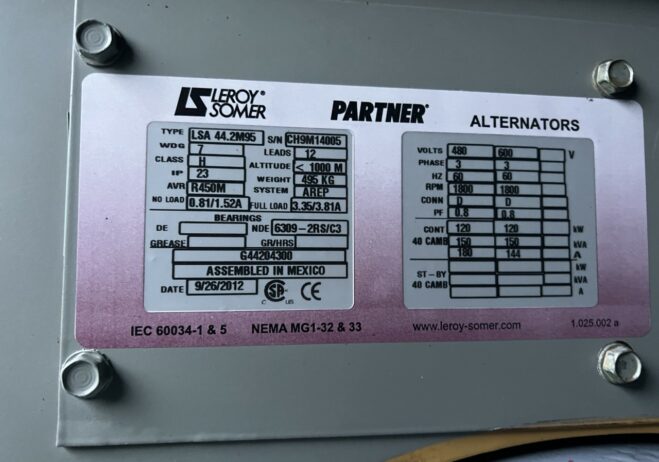 LEROY SOMER® PARTNER® ALTERNATORS
TYPE LSA 44.2M95 S/N CH9M14005
WDG 7 LEADS 12
CLASS H ALTITUDE < 1000 M
IP 23 WEIGHT 495 KG
AVR R450M SYSTEM AREP
NO LOAD 0.81/1.52A FULL LOAD 3.35/3.81A
BEARINGS
DE NDE 6309-2RS/C3
GREASE GR/HRS
G44204300
ASSEMBLED IN MEXICO
DATE 9/26/2012 CSA US CE
VOLTS 480 600 V
PHASE 3 3
HZ 60 60
RPM 1800 1800
CONN D D
PF 0.8 0.8
CONT 120 120 kW
40 CAMB 150 150 kVA
180 144 A
kW
ST-BY kVA
40 CAMB A
IEC 60034-1 & 5 NEMA MG1-32 & 33 www.leroy-somer.com 1.025.002 a